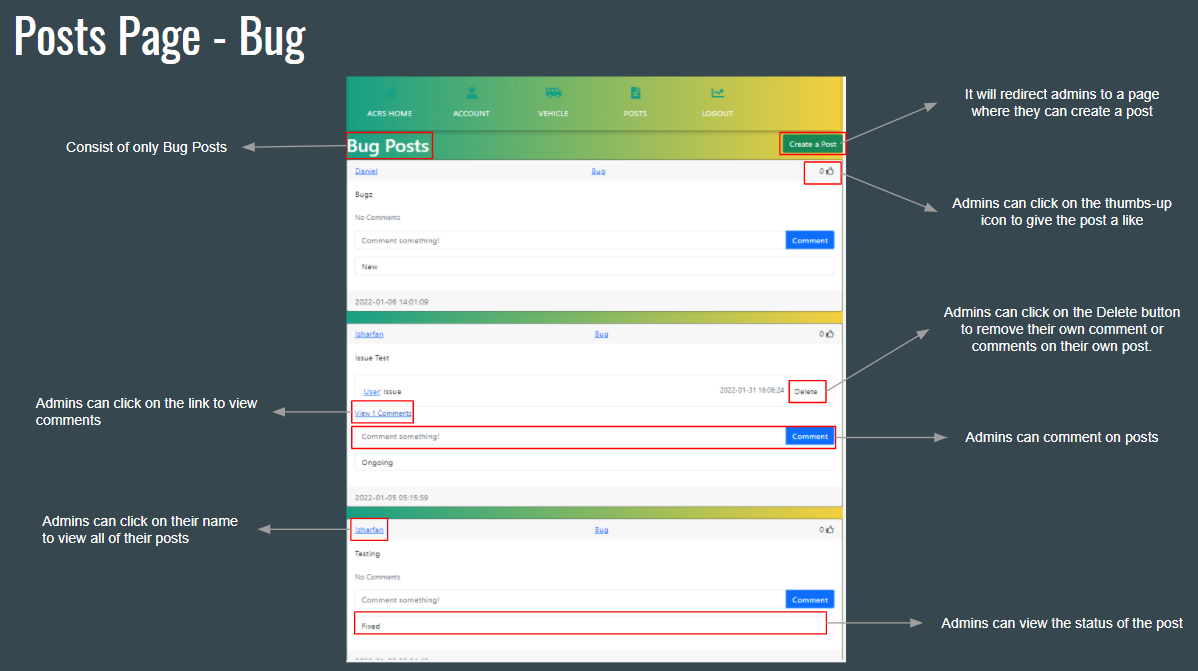 Posts Page - Bug
ACRS HOME
ACCOUNT
VEHICLE
POSTS
LOGOUT
Bug Posts
Create a Post
Daniel
Bug
0
Bugz
No Comments
Comment something!
Comment
New
2022-01-06 14:01:09
Izharfan
Bug
0
Issue Test
User: Issue
2022-01-31 16:06:24
Delete
View 1 Comments
Comment something!
Comment
Ongoing
2022-01-05 05:15:59
Izharfan
Bug
0
Testing
No Comments
Comment something!
Comment
Fixed
Consist of only Bug Posts
Admins can click on the link to view
comments
Admins can click on their name
to view all of their posts
It will redirect admins to a page
where they can create a post
Admins can click on the thumbs-up
icon to give the post a like
Admins can click on the Delete button
to remove their own comment or
comments on their own post.
Admins can comment on posts
Admins can view the status of the post